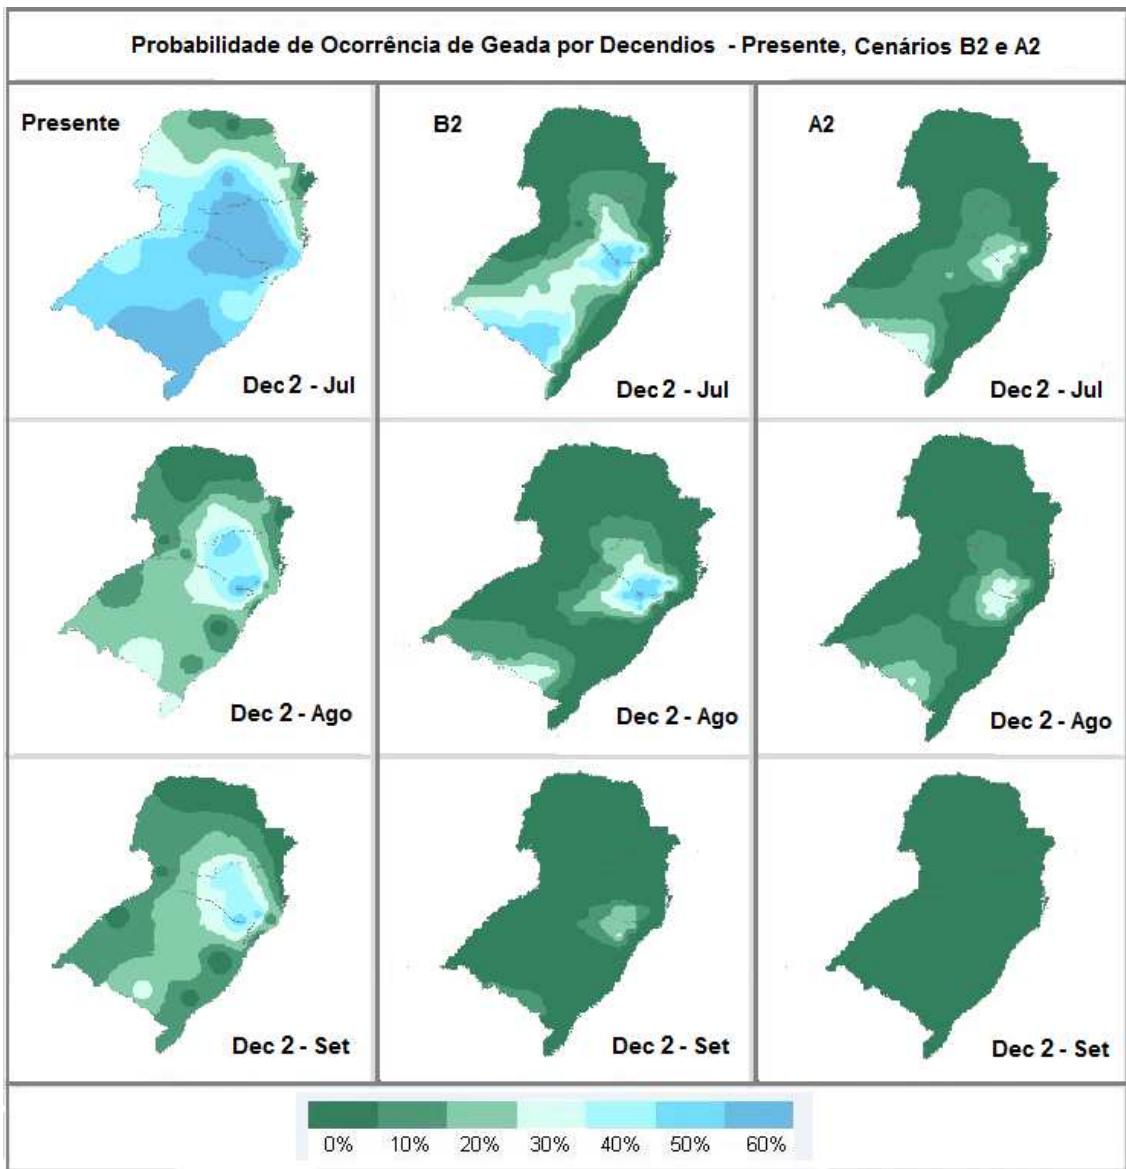 Probabilidade de Ocorrência de Geada por Decendios - Presente, Cenários B2 e A2
Presente
B2
A2
Dec 2 - Jul
Dec 2 - Jul
Dec 2 - Jul
Dec 2 - Ago
Dec 2 - Ago
Dec 2 - Ago
Dec 2 - Set
Dec 2 - Set
Dec 2 - Set
0% 10% 20% 30% 40% 50% 60%